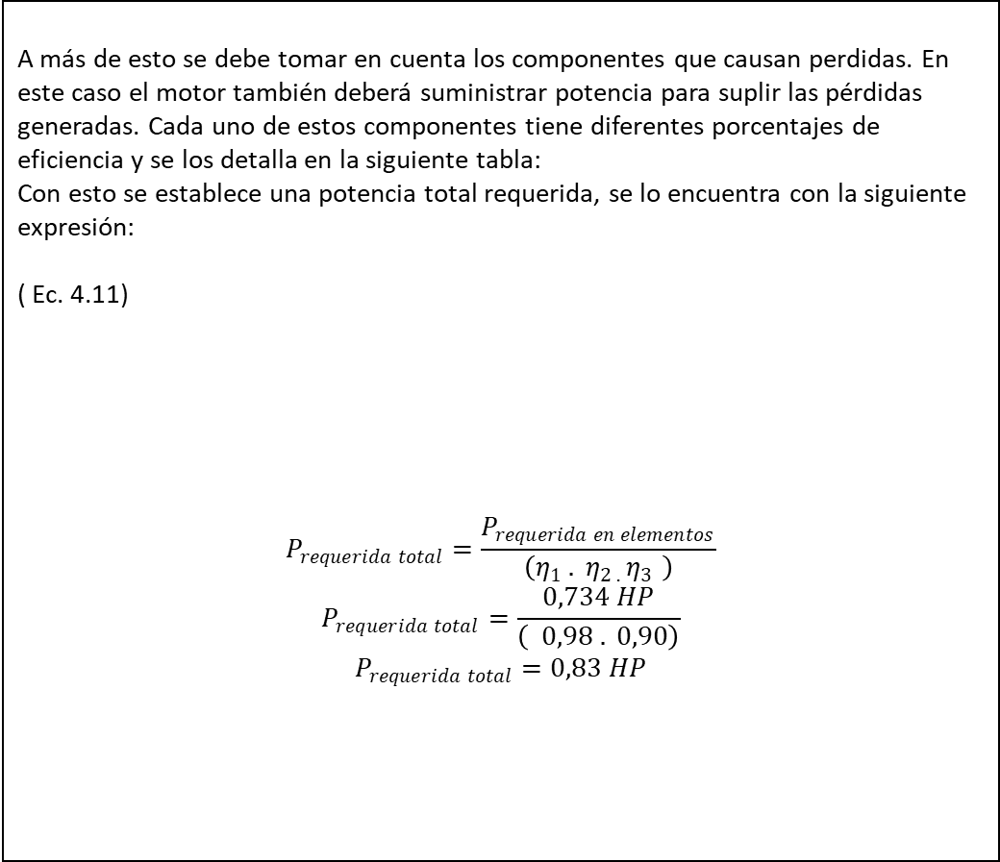 A más de esto se debe tomar en cuenta los componentes que causan perdidas. En
este caso el motor también deberá suministrar potencia para suplir las pérdidas
generadas. Cada uno de estos componentes tiene diferentes porcentajes de
eficiencia y se los detalla en la siguiente tabla:
Con esto se establece una potencia total requerida, se lo encuentra con la siguiente
expresión:
( Ec. 4.11)
P_{requerida total} = \frac{P_{requerida en elementos}}{(η_1 . η_2 . η_3 )}
P_{requerida total} = \frac{0,734 HP}{( 0,98 . 0,90)}
P_{requerida total} = 0,83 HP